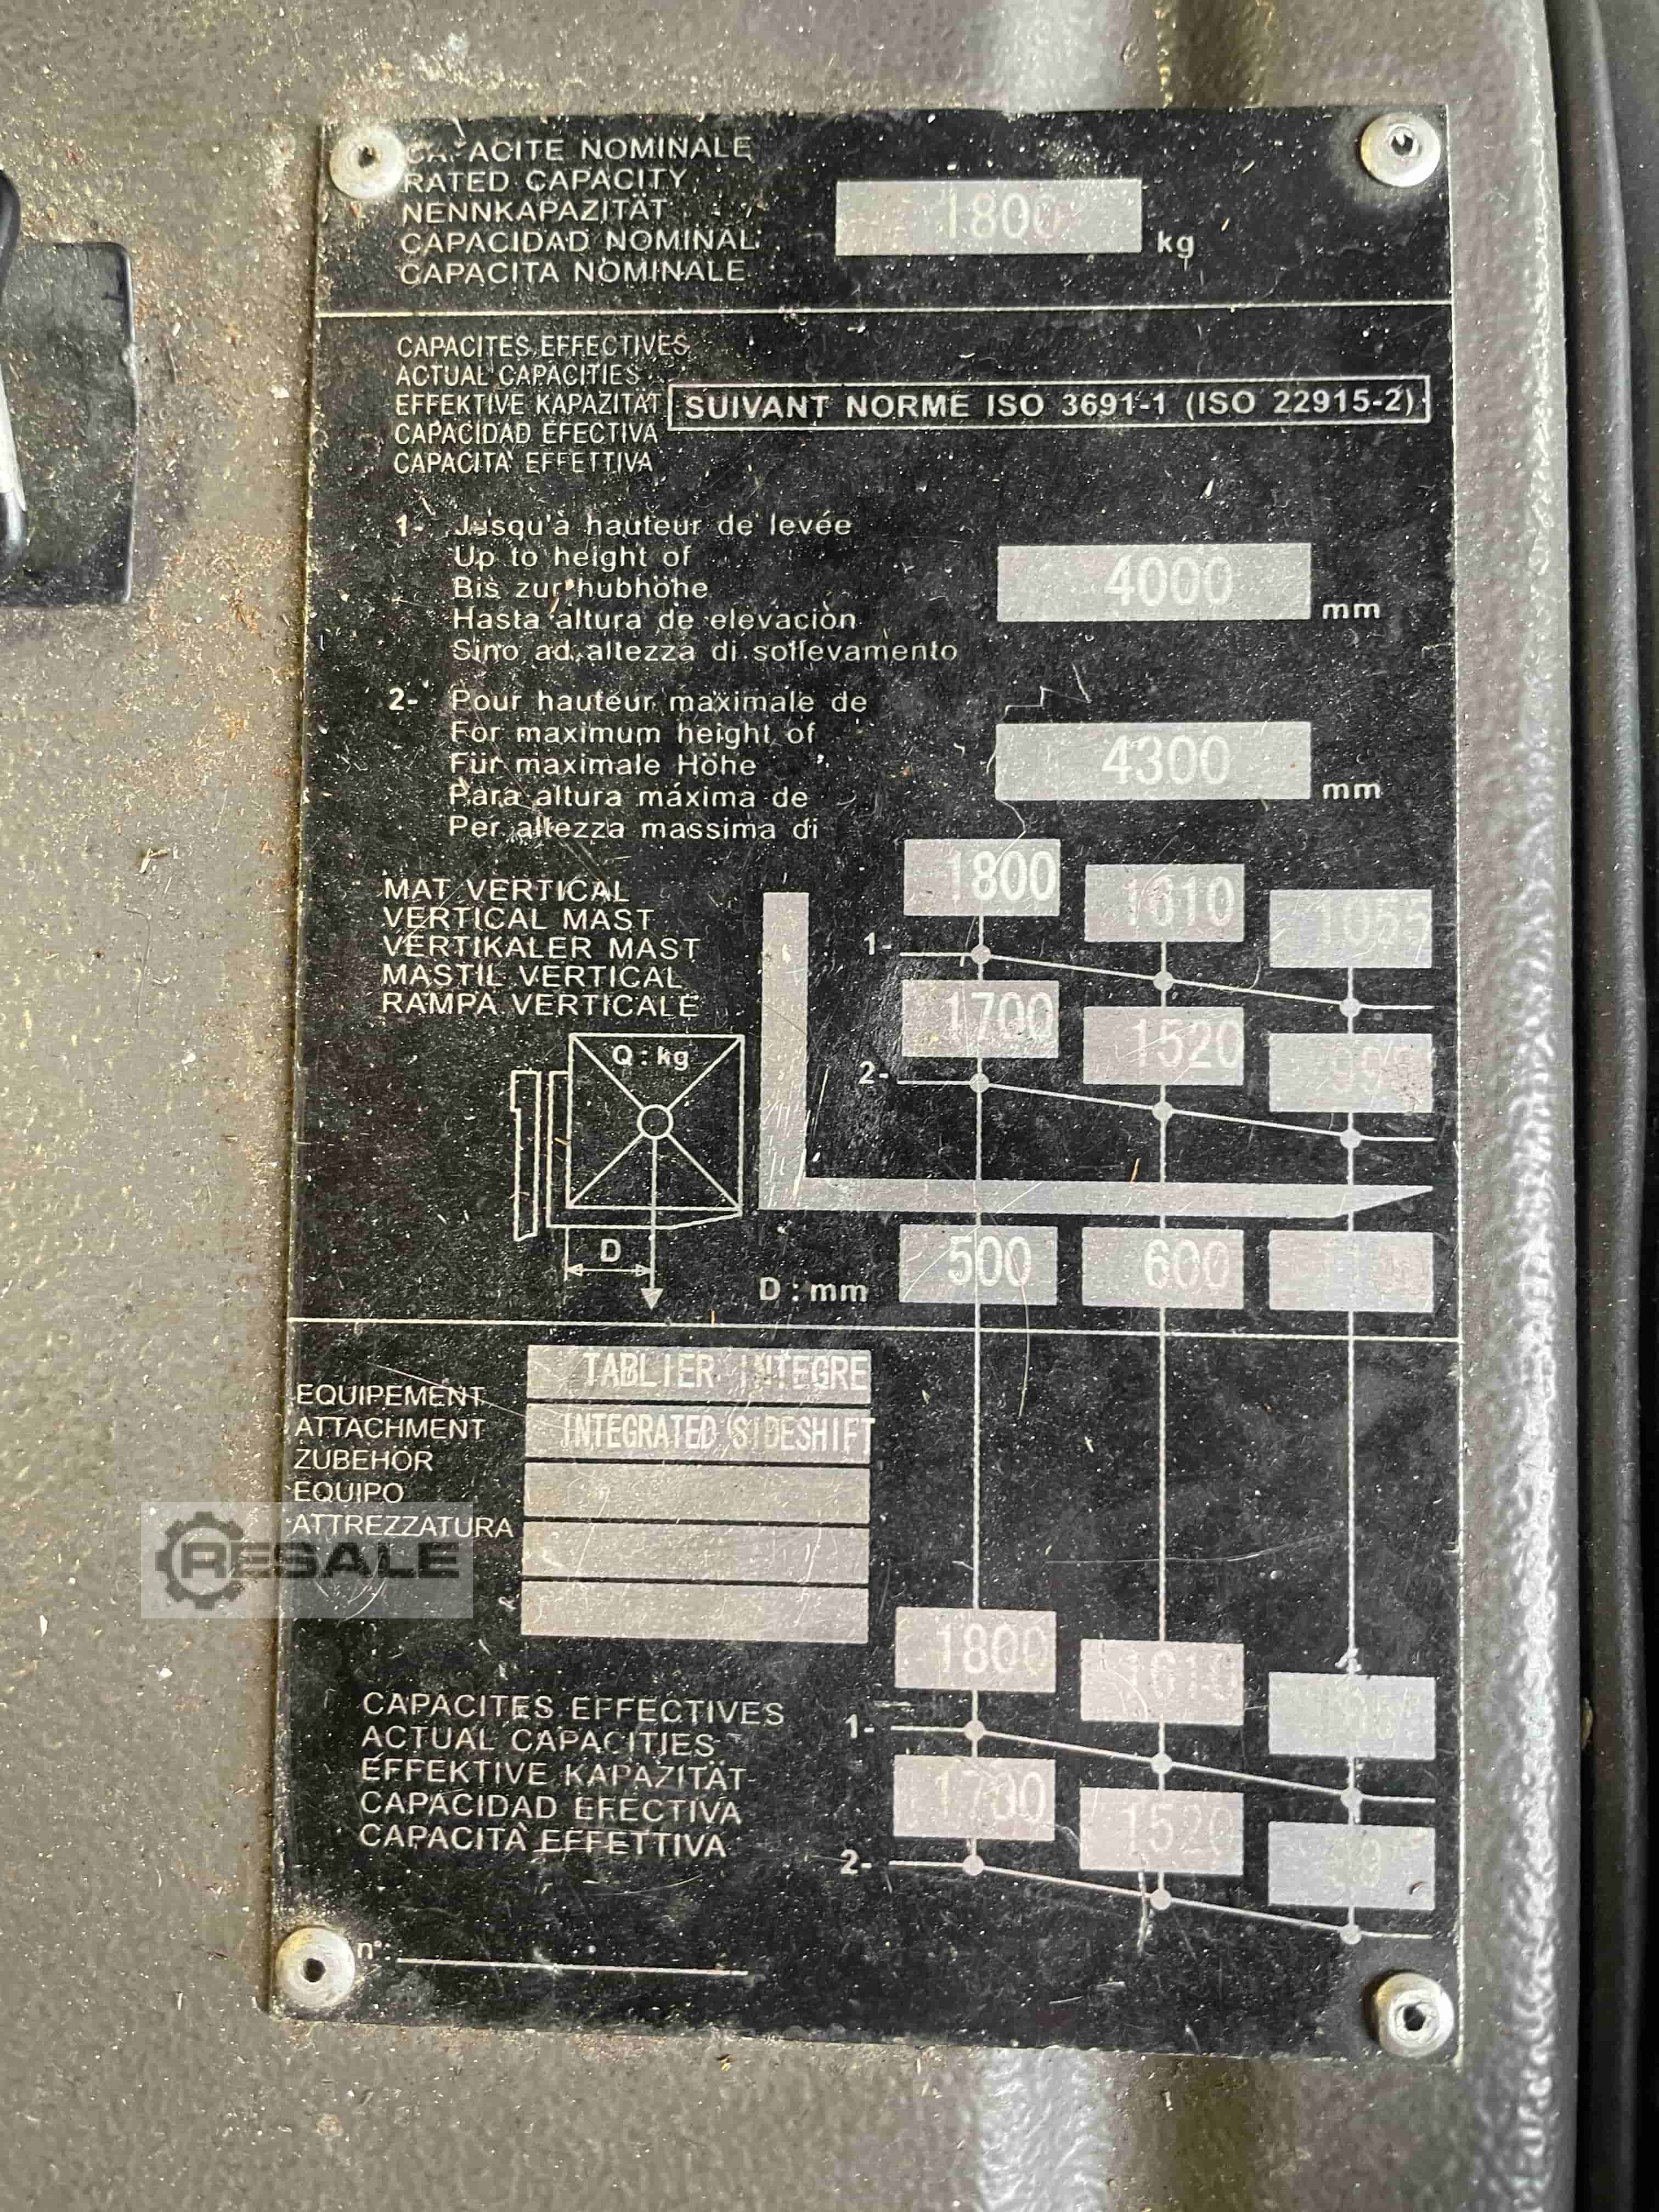 CAPACITE NOMINALE
RATED CAPACITY
NENNKAPAZITÄT
CAPACIDAD NOMINAL
CAPACITA NOMINALE
1800 kg
CAPACITES EFFECTIVES
ACTUAL CAPACITIES
EFFEKTIVE KAPAZITÄT
CAPACIDAD EFECTIVA
CAPACITA' EFFETTIVA
SUIVANT NORME ISO 3691-1 (ISO 22915-2)
1- Jusqu'à hauteur de levée
Up to height of
Bis zur hubhöhe
Hasta altura de elevaciòn
Sino ad altezza di sollevamento
4000 mm
2- Pour hauteur maximale de
For maximum height of
Für maximale Höhe
Para altura máxima de
Per altezza massima di
4300 mm
MAT VERTICAL
VERTICAL MAST
VERTIKALER MAST
MASTIL VERTICAL
RAMPA VERTICALE
1- 1800 1610 1055
2- 1700 1520
Q : kg
D
D : mm 500 600
EQUIPEMENT
ATTACHMENT
ZUBEHÖR
EQUIPO
ATTREZZATURA
TABLIER INTEGRE
INTEGRATED SIDESHIFT
RESALE
CAPACITES EFFECTIVES
ACTUAL CAPACITIES
EFFEKTIVE KAPAZITÄT
CAPACIDAD EFECTIVA
CAPACITA' EFFETTIVA
1- 1800 1610
2- 1700 1520
n°: